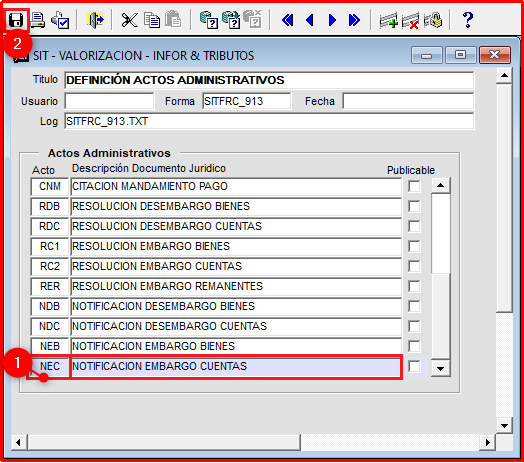 2
SIT - VALORIZACION - INFOR & TRIBUTOS
Titulo DEFINICIÓN ACTOS ADMINISTRATIVOS
Usuario Forma SITFRC_913 Fecha
Log SITFRC_913.TXT
Actos Administrativos
Acto Descripción Documento Juridico Publicable
CNM CITACION MANDAMIENTO PAGO
RDB RESOLUCION DESEMBARGO BIENES
RDC RESOLUCION DESEMBARGO CUENTAS
RC1 RESOLUCION EMBARGO BIENES
RC2 RESOLUCION EMBARGO CUENTAS
RER RESOLUCION EMBARGO REMANENTES
NDB NOTIFICACION DESEMBARGO BIENES
NDC NOTIFICACION DESEMBARGO CUENTAS
NEB NOTIFICACION EMBARGO BIENES
1 NEC NOTIFICACION EMBARGO CUENTAS